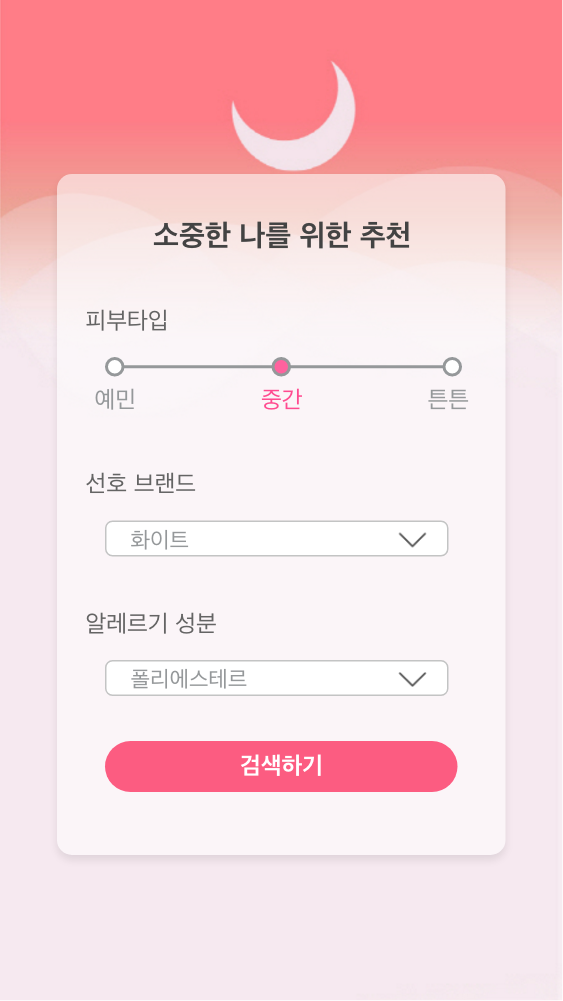 소중한 나를 위한 추천
피부타입
예민 중간 튼튼
선호 브랜드
화이트
알레르기 성분
폴리에스테르
검색하기